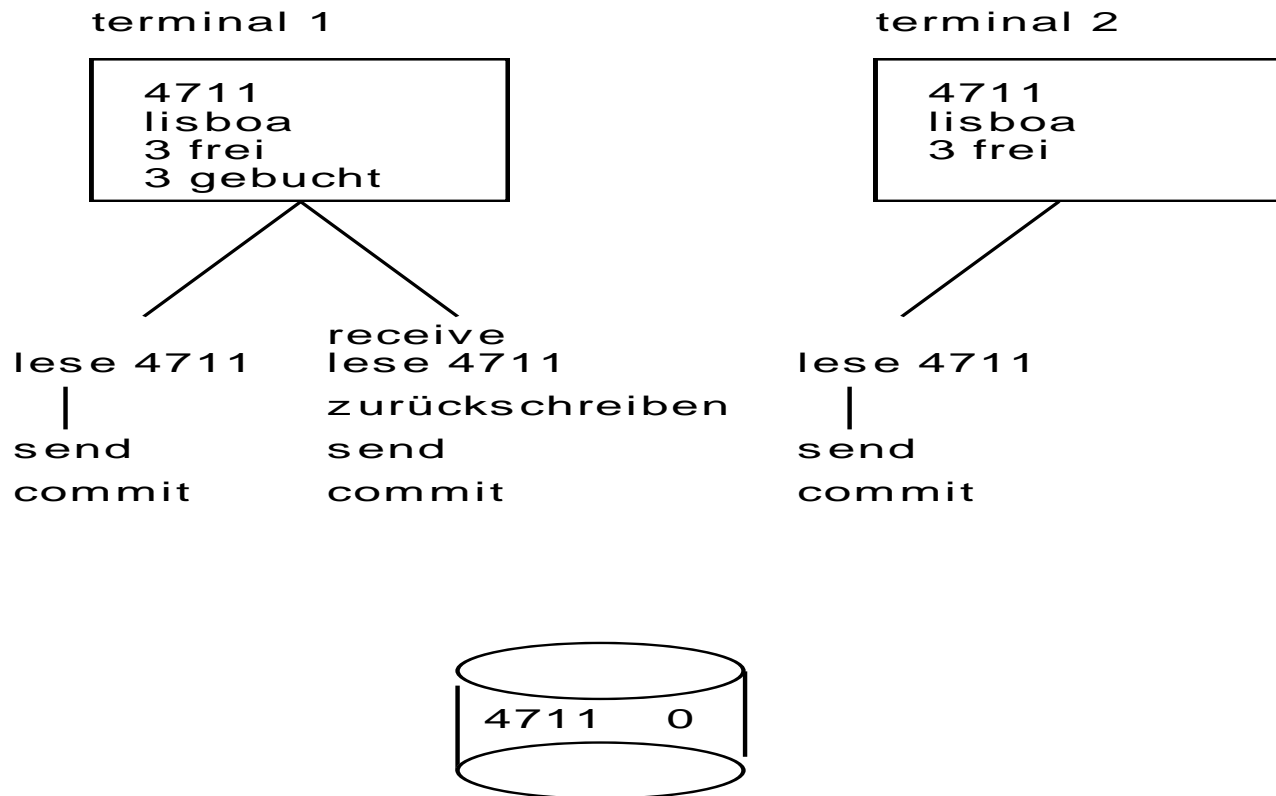 terminal 1
4711
lisboa
3 frei
3 gebucht
terminal 2
4711
lisboa
3 frei
lese 4711
send
commit
receive
lese 4711
zurückschreiben
send
commit
lese 4711
send
commit
4711 0